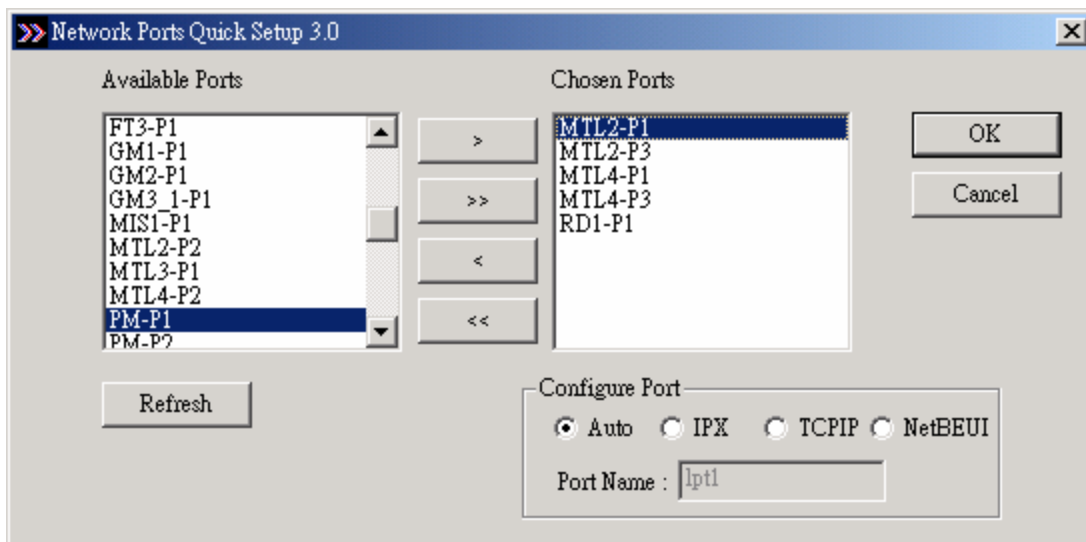 Network Ports Quick Setup 3.0
Available Ports
FT3-P1
GM1-P1
GM2-P1
GM3_1-P1
MIS1-P1
MTL2-P2
MTL3-P1
MTL4-P2
PM-P1
PM-P2
>
>>
<
<<
Chosen Ports
MTL2-P1
MTL2-P3
MTL4-P1
MTL4-P3
RD1-P1
OK
Cancel
Refresh
Configure Port
Auto IPX TCPIP NetBEUI
Port Name : lpt1